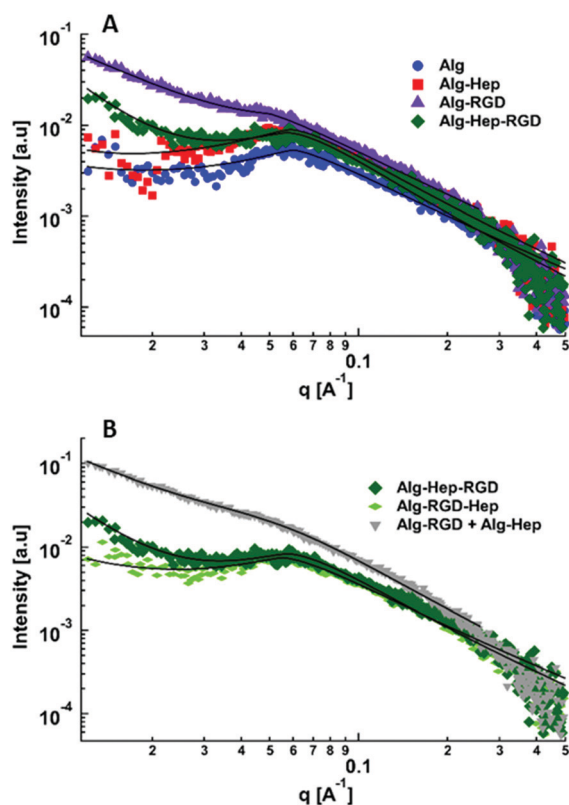 A
10⁻¹
10⁻²
10⁻³
10⁻⁴
Intensity [a.u]
Alg
Alg-Hep
Alg-RGD
Alg-Hep-RGD
2 3 4 5 6 7 8 9 0.1 2 3 4 5
q [A⁻¹]
B
10⁻¹
10⁻²
10⁻³
10⁻⁴
Intensity [a.u]
Alg-Hep-RGD
Alg-RGD-Hep
Alg-RGD + Alg-Hep
2 3 4 5 6 7 8 9 0.1 2 3 4 5
q [A⁻¹]